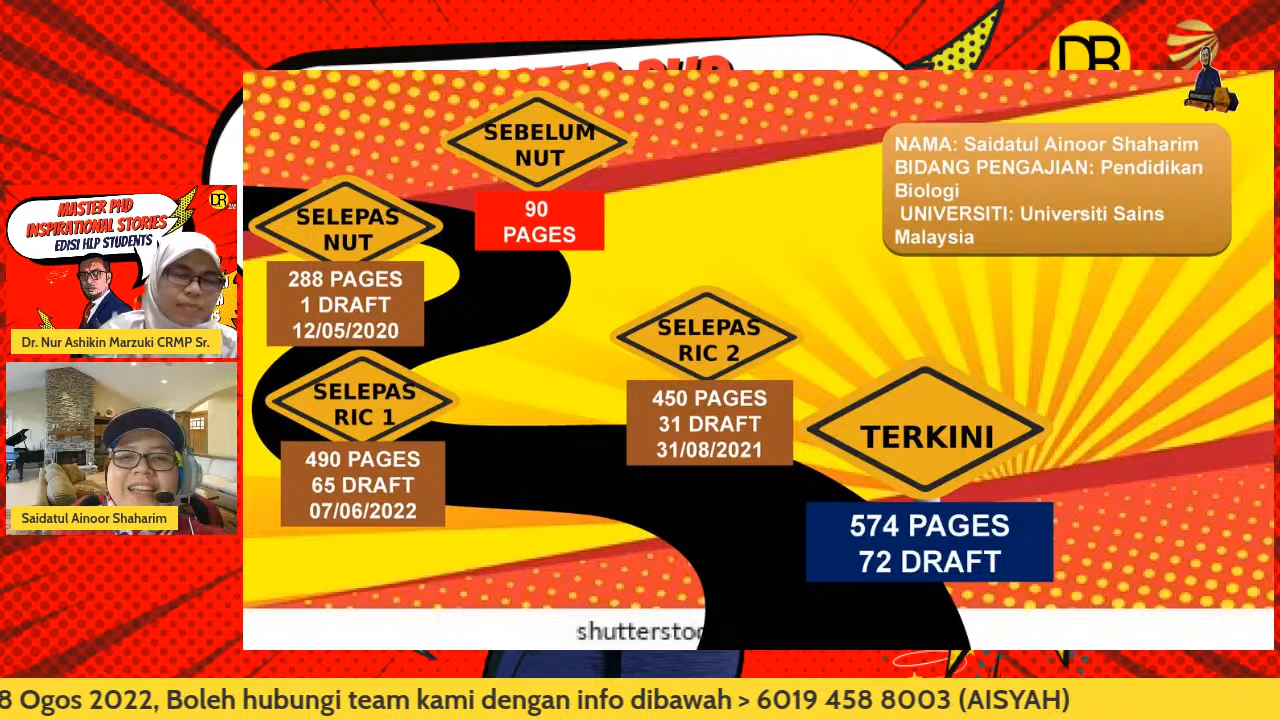 MASTER PHD
DR
SEBELUM
NUT
90
PAGES
NAMA: Saidatul Ainoor Shaharim
BIDANG PENGAJIAN: Pendidikan
Biologi
UNIVERSITI: Universiti Sains
Malaysia
SELEPAS
NUT
288 PAGES
1 DRAFT
12/05/2020
MASTER PHD
INSPIRATIONAL STORIES
EDISI HLP STUDENTS
DR
Dr. Nur Ashikin Marzuki CRMP Sr.
SELEPAS
RIC 2
450 PAGES
31 DRAFT
31/08/2021
SELEPAS
RIC 1
490 PAGES
65 DRAFT
07/06/2022
TERKINI
574 PAGES
72 DRAFT
Saidatul Ainoor Shaharim
shutterstoc
8 Ogos 2022, Boleh hubungi team kami dengan info dibawah > 6019 458 8003 (AISYAH)